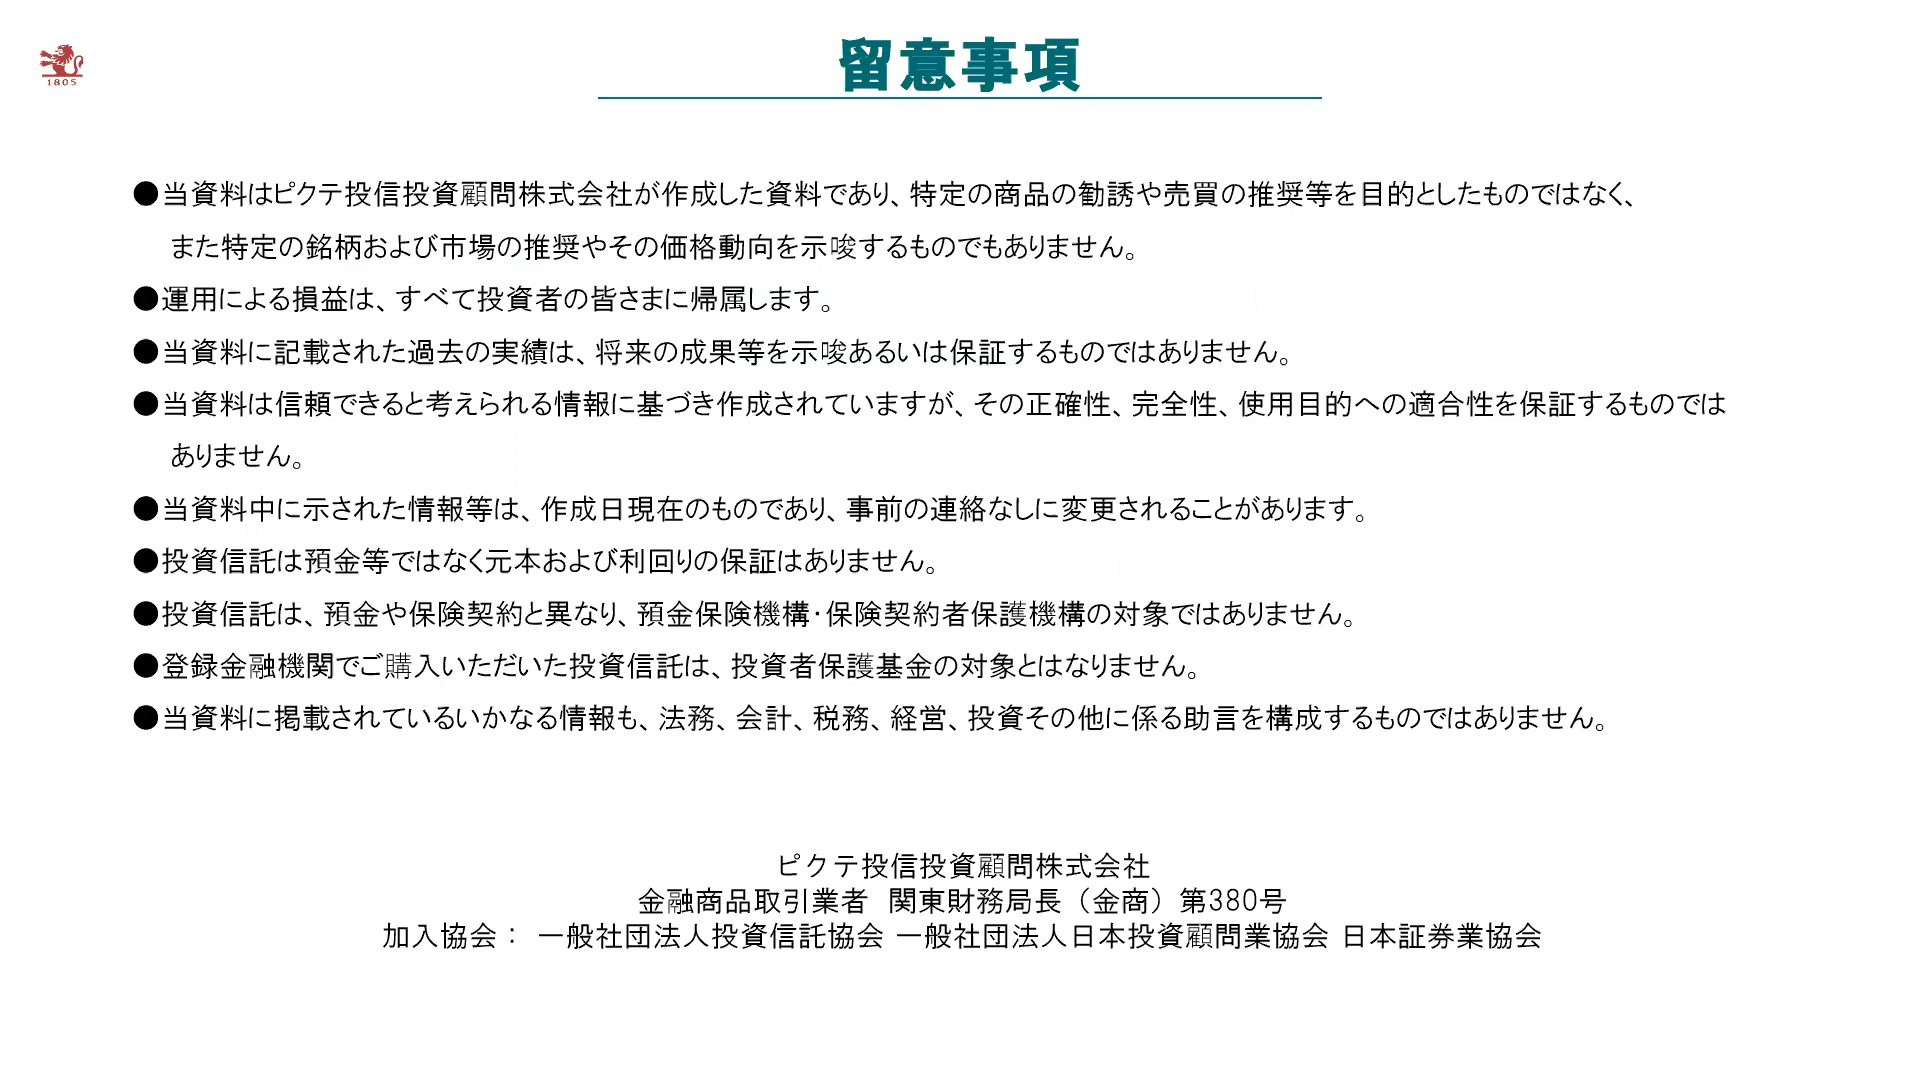 1805
留意事項
●当資料はピクテ投信投資顧問株式会社が作成した資料であり、特定の商品の勧誘や売買の推奨等を目的としたものではなく、
また特定の銘柄および市場の推奨やその価格動向を示唆するものでもありません。
●運用による損益は、すべて投資者の皆さまに帰属します。
●当資料に記載された過去の実績は、将来の成果等を示唆あるいは保証するものではありません。
●当資料は信頼できると考えられる情報に基づき作成されていますが、その正確性、完全性、使用目的への適合性を保証するものでは
ありません。
●当資料中に示された情報等は、作成日現在のものであり、事前の連絡なしに変更されることがあります。
●投資信託は預金等ではなく元本および利回りの保証はありません。
●投資信託は、預金や保険契約と異なり、預金保険機構・保険契約者保護機構の対象ではありません。
●登録金融機関でご購入いただいた投資信託は、投資者保護基金の対象とはなりません。
●当資料に掲載されているいかなる情報も、法務、会計、税務、経営、投資その他に係る助言を構成するものではありません。
ピクテ投信投資顧問株式会社
金融商品取引業者 関東財務局長（金商）第380号
加入協会： 一般社団法人投資信託協会 一般社団法人日本投資顧問業協会 日本証券業協会